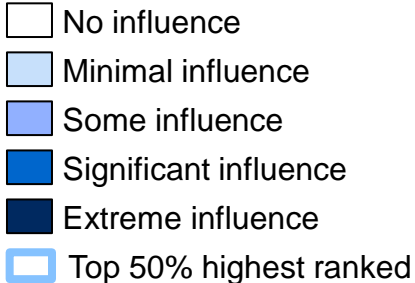 No influence
Minimal influence
Some influence
Significant influence
Extreme influence
Top 50% highest ranked